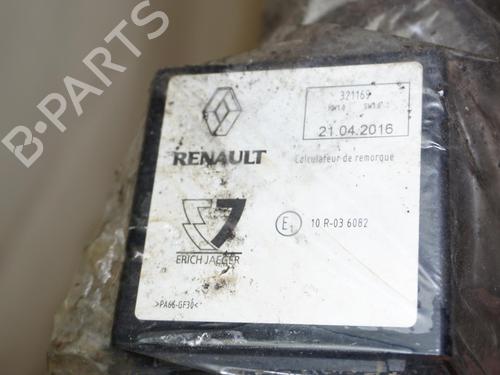 B-PARTS
321169
21.04.2016
RENAULT
Calculateur de remorque
E1
10 R-03 6082
ERICH JAEGER
>PA66-GF30<